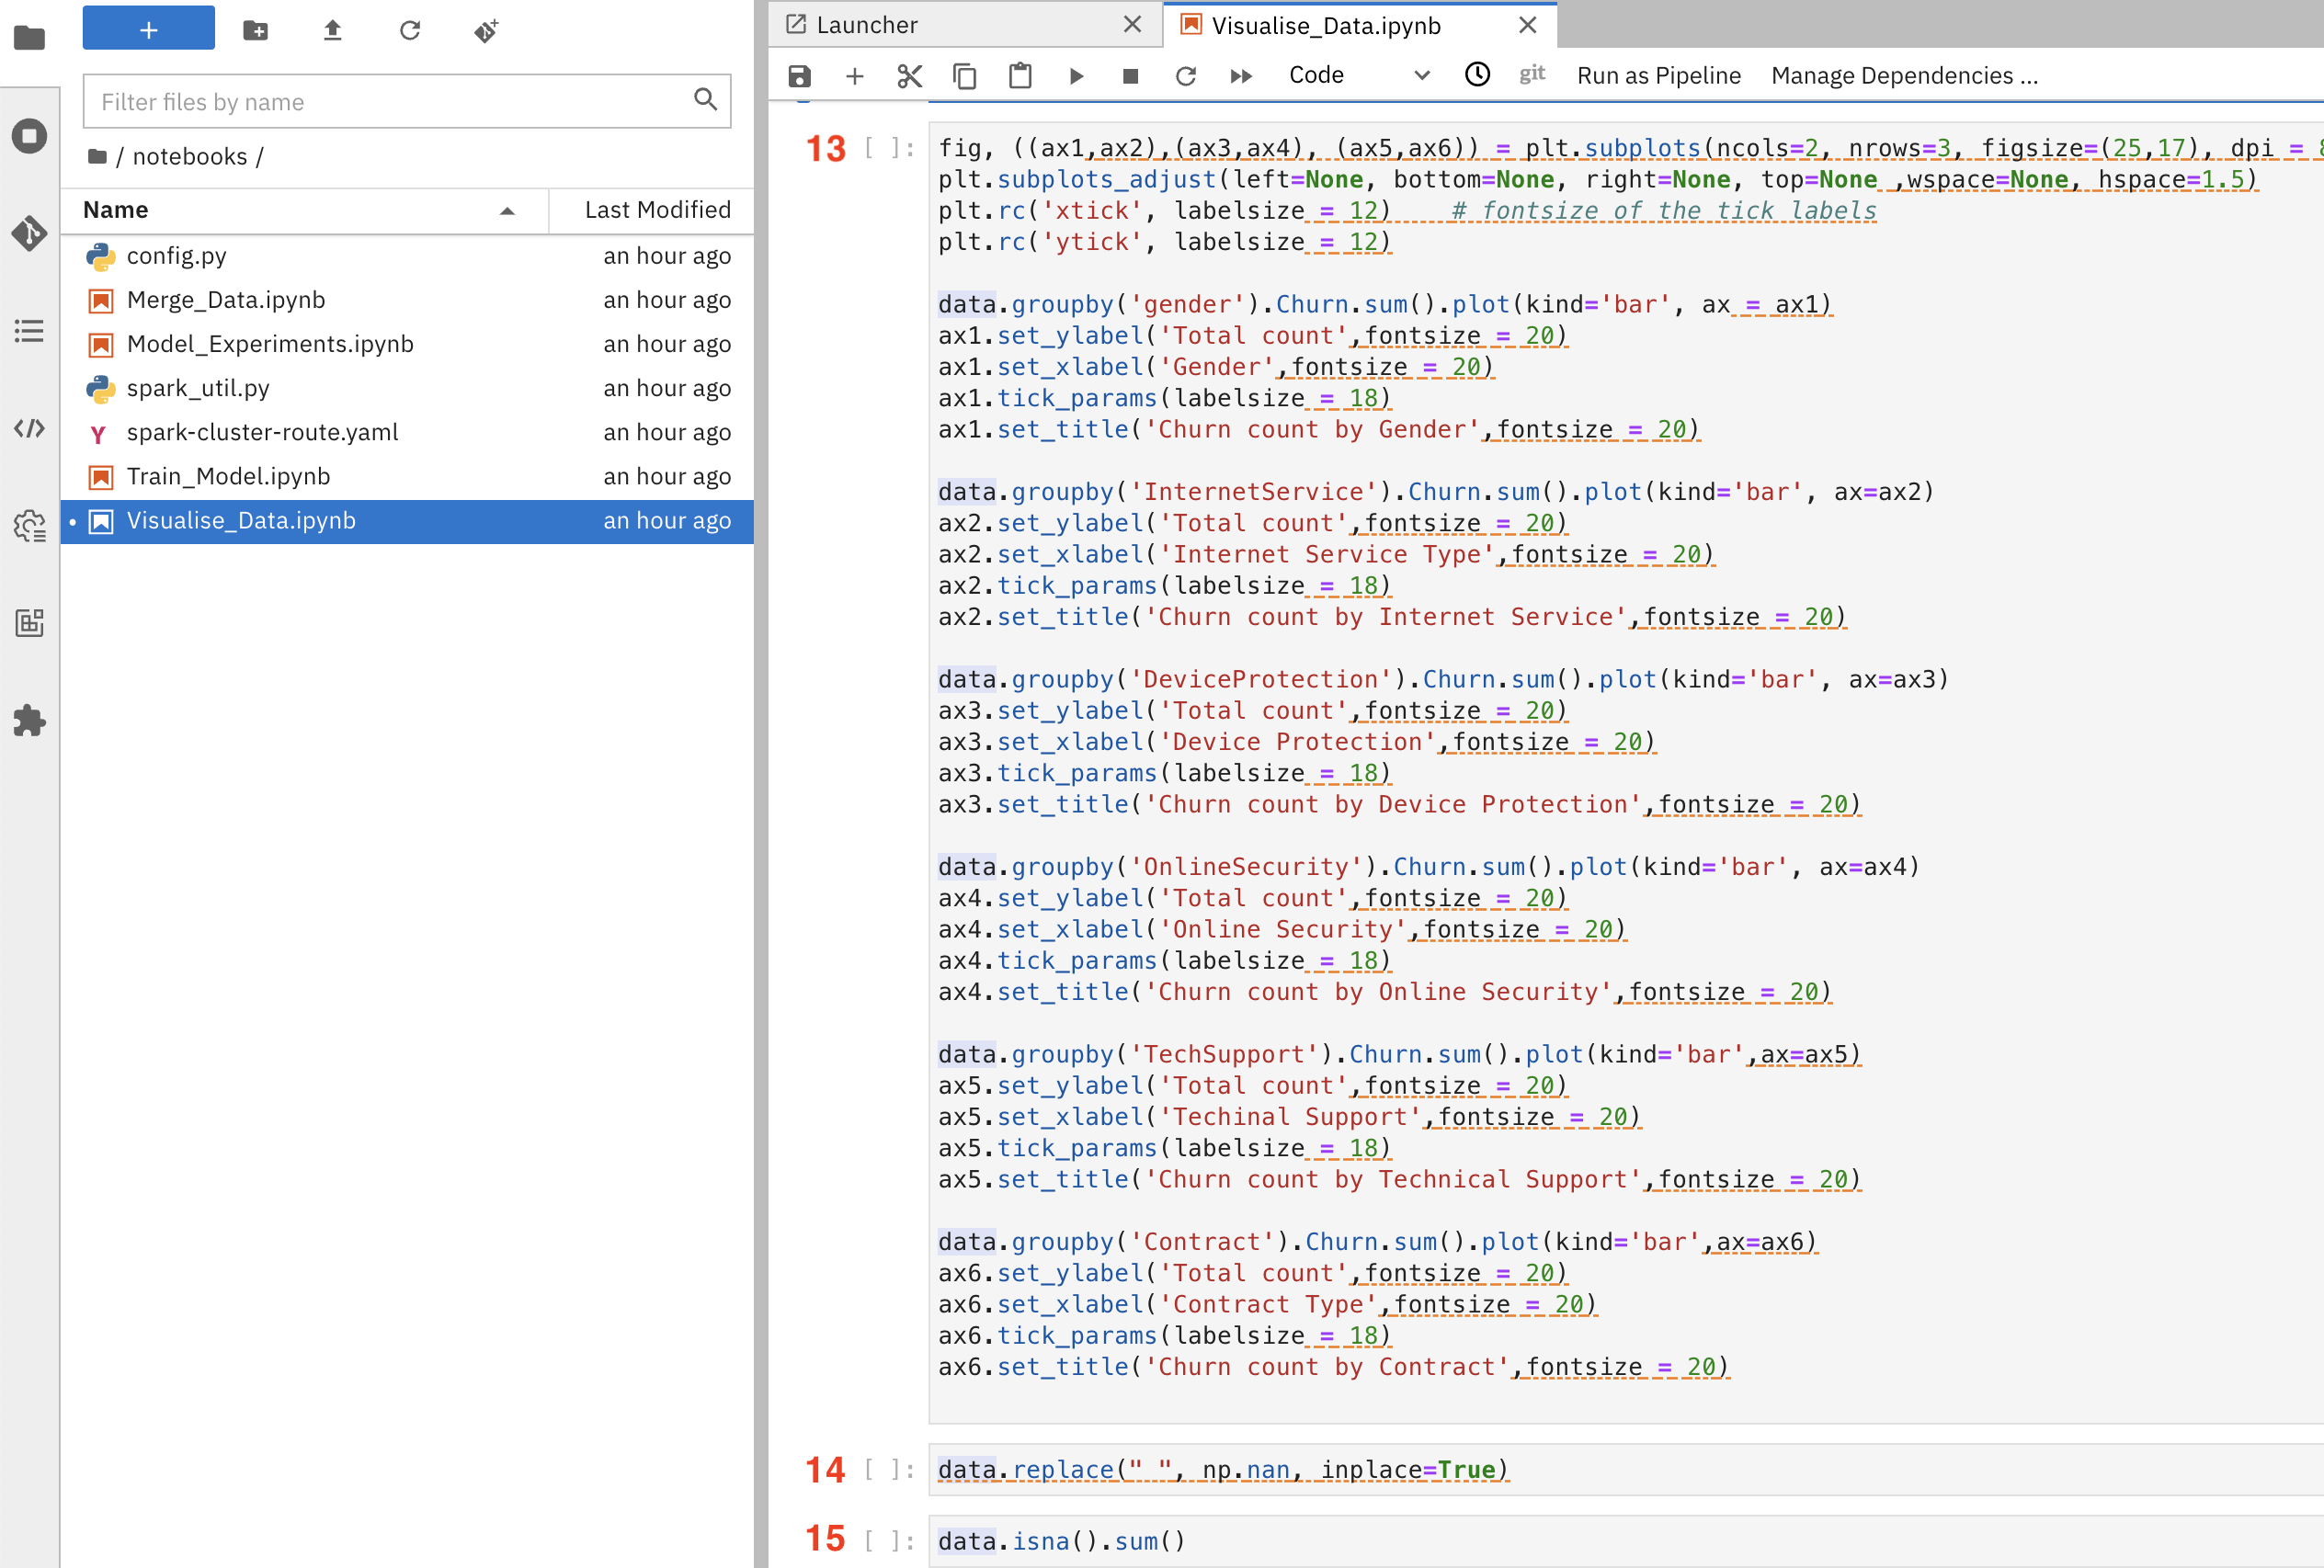 +
Filter files by name
/ notebooks /
Name Last Modified
config.py an hour ago
Merge_Data.ipynb an hour ago
Model_Experiments.ipynb an hour ago
spark_util.py an hour ago
Y spark-cluster-route.yaml an hour ago
Train_Model.ipynb an hour ago
Visualise_Data.ipynb an hour ago
Launcher
Visualise_Data.ipynb
Code git Run as Pipeline Manage Dependencies ...
13 [ ]: fig, ((ax1,ax2),(ax3,ax4), (ax5,ax6)) = plt.subplots(ncols=2, nrows=3, figsize=(25,17), dpi =
plt.subplots_adjust(left=None, bottom=None, right=None, top=None ,wspace=None, hspace=1.5)
plt.rc('xtick', labelsize = 12)    # fontsize of the tick labels
plt.rc('ytick', labelsize = 12)
data.groupby('gender').Churn.sum().plot(kind='bar', ax = ax1)
ax1.set_ylabel('Total count',fontsize = 20)
ax1.set_xlabel('Gender',fontsize = 20)
ax1.tick_params(labelsize = 18)
ax1.set_title('Churn count by Gender',fontsize = 20)
data.groupby('InternetService').Churn.sum().plot(kind='bar', ax=ax2)
ax2.set_ylabel('Total count',fontsize = 20)
ax2.set_xlabel('Internet Service Type',fontsize = 20)
ax2.tick_params(labelsize = 18)
ax2.set_title('Churn count by Internet Service',fontsize = 20)
data.groupby('DeviceProtection').Churn.sum().plot(kind='bar', ax=ax3)
ax3.set_ylabel('Total count',fontsize = 20)
ax3.set_xlabel('Device Protection',fontsize = 20)
ax3.tick_params(labelsize = 18)
ax3.set_title('Churn count by Device Protection',fontsize = 20)
data.groupby('OnlineSecurity').Churn.sum().plot(kind='bar', ax=ax4)
ax4.set_ylabel('Total count',fontsize = 20)
ax4.set_xlabel('Online Security',fontsize = 20)
ax4.tick_params(labelsize = 18)
ax4.set_title('Churn count by Online Security',fontsize = 20)
data.groupby('TechSupport').Churn.sum().plot(kind='bar',ax=ax5)
ax5.set_ylabel('Total count',fontsize = 20)
ax5.set_xlabel('Techinal Support',fontsize = 20)
ax5.tick_params(labelsize = 18)
ax5.set_title('Churn count by Technical Support',fontsize = 20)
data.groupby('Contract').Churn.sum().plot(kind='bar',ax=ax6)
ax6.set_ylabel('Total count',fontsize = 20)
ax6.set_xlabel('Contract Type',fontsize = 20)
ax6.tick_params(labelsize = 18)
ax6.set_title('Churn count by Contract',fontsize = 20)
14 [ ]: data.replace(" ", np.nan, inplace=True)
15 [ ]: data.isna().sum()